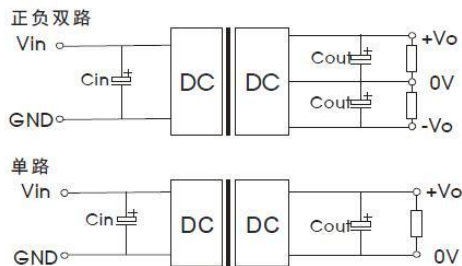 正负双路
Vin
Cin
+
GND
DC
DC
Cout
+
Cout
+
+Vo
0V
-Vo
单路
Vin
Cin
+
GND
DC
DC
Cout
+
+Vo
0V